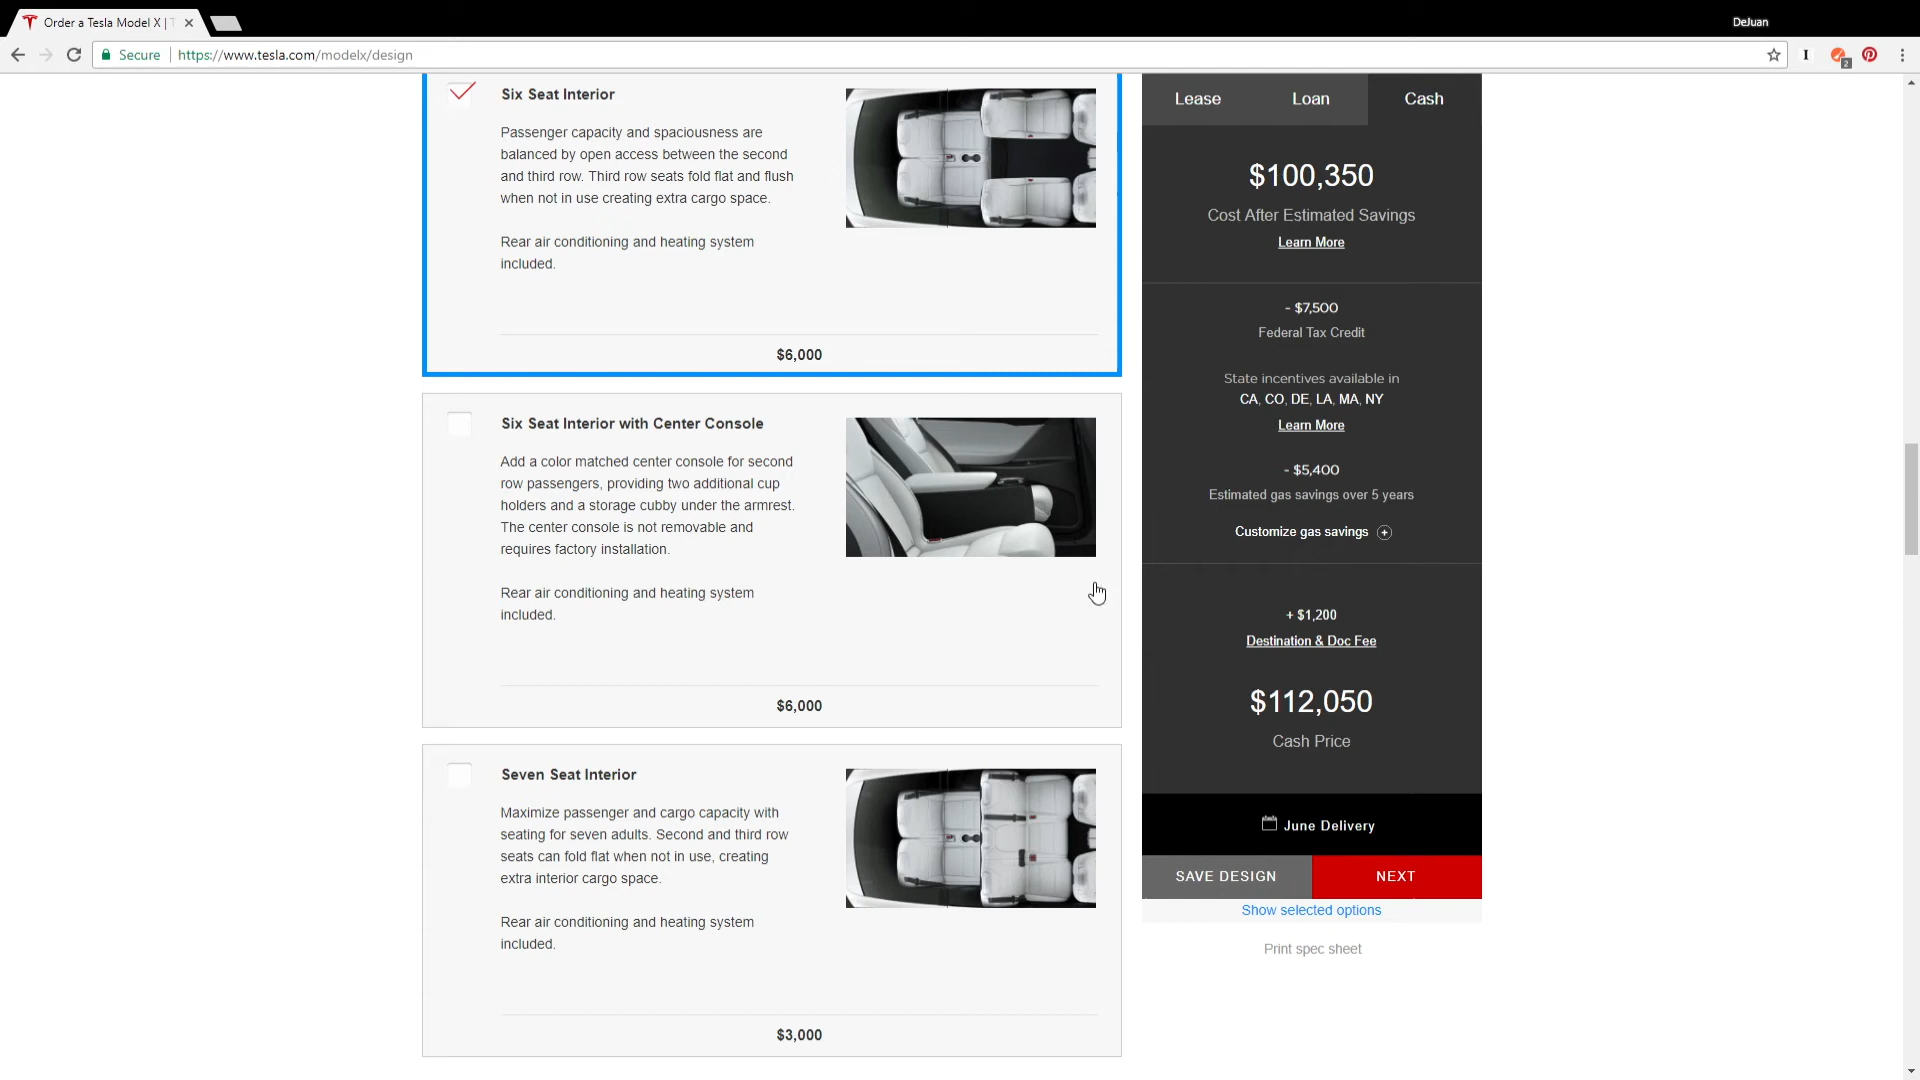 Order a Tesla Model X | T
DeJuan
Secure
https://www.tesla.com/modelx/design
I
2
Six Seat Interior
Passenger capacity and spaciousness are
balanced by open access between the second
and third row. Third row seats fold flat and flush
when not in use creating extra cargo space.
Rear air conditioning and heating system
included.
$6,000
Six Seat Interior with Center Console
Add a color matched center console for second
row passengers, providing two additional cup
holders and a storage cubby under the armrest.
The center console is not removable and
requires factory installation.
Rear air conditioning and heating system
included.
$6,000
Seven Seat Interior
Maximize passenger and cargo capacity with
seating for seven adults. Second and third row
seats can fold flat when not in use, creating
extra interior cargo space.
Rear air conditioning and heating system
included.
$3,000
Lease
Loan
Cash
$100,350
Cost After Estimated Savings
Learn More
- $7,500
Federal Tax Credit
State incentives available in
CA, CO, DE, LA, MA, NY
Learn More
- $5,400
Estimated gas savings over 5 years
Customize gas savings +
+ $1,200
Destination & Doc Fee
$112,050
Cash Price
June Delivery
SAVE DESIGN
NEXT
Show selected options
Print spec sheet